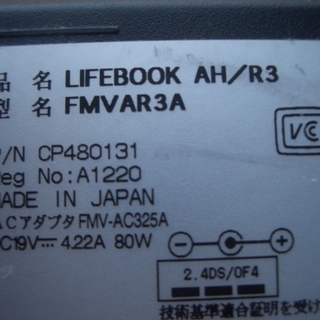 品 名 LIFEBOOK AH/R3
型 名 FMVAR3A
P/N CP480131
Reg No:A1220
MADE IN JAPAN
ACアダプタ FMV-AC325A
DC19V⎓ 4.22A 80W
VC
2.4DS/OF4
技術基準適合証明を受け